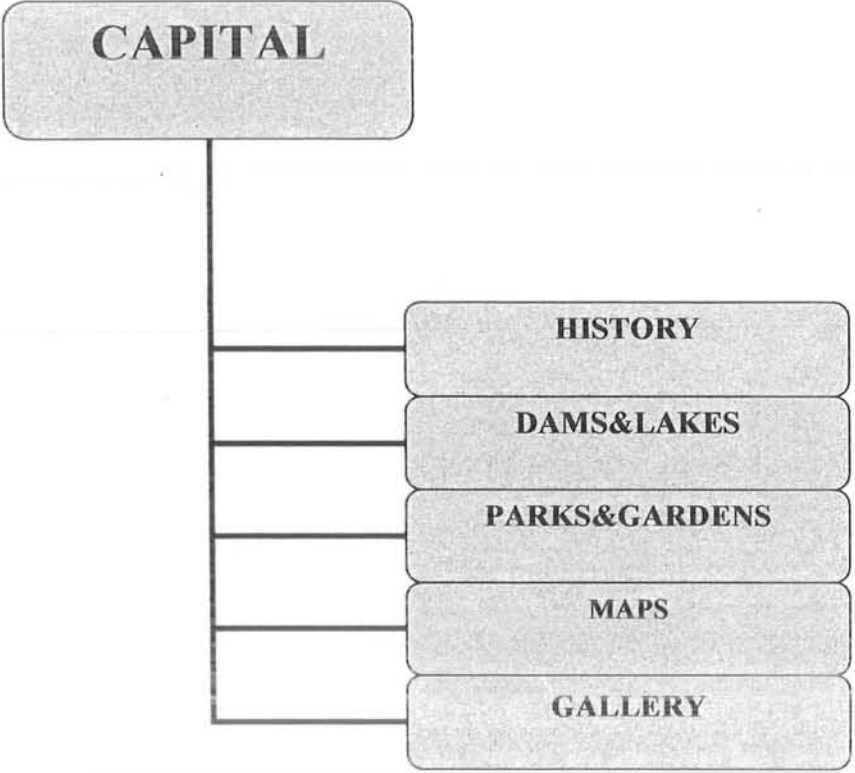 CAPITAL
HISTORY
DAMS&LAKES
PARKS&GARDENS
MAPS
GALLERY